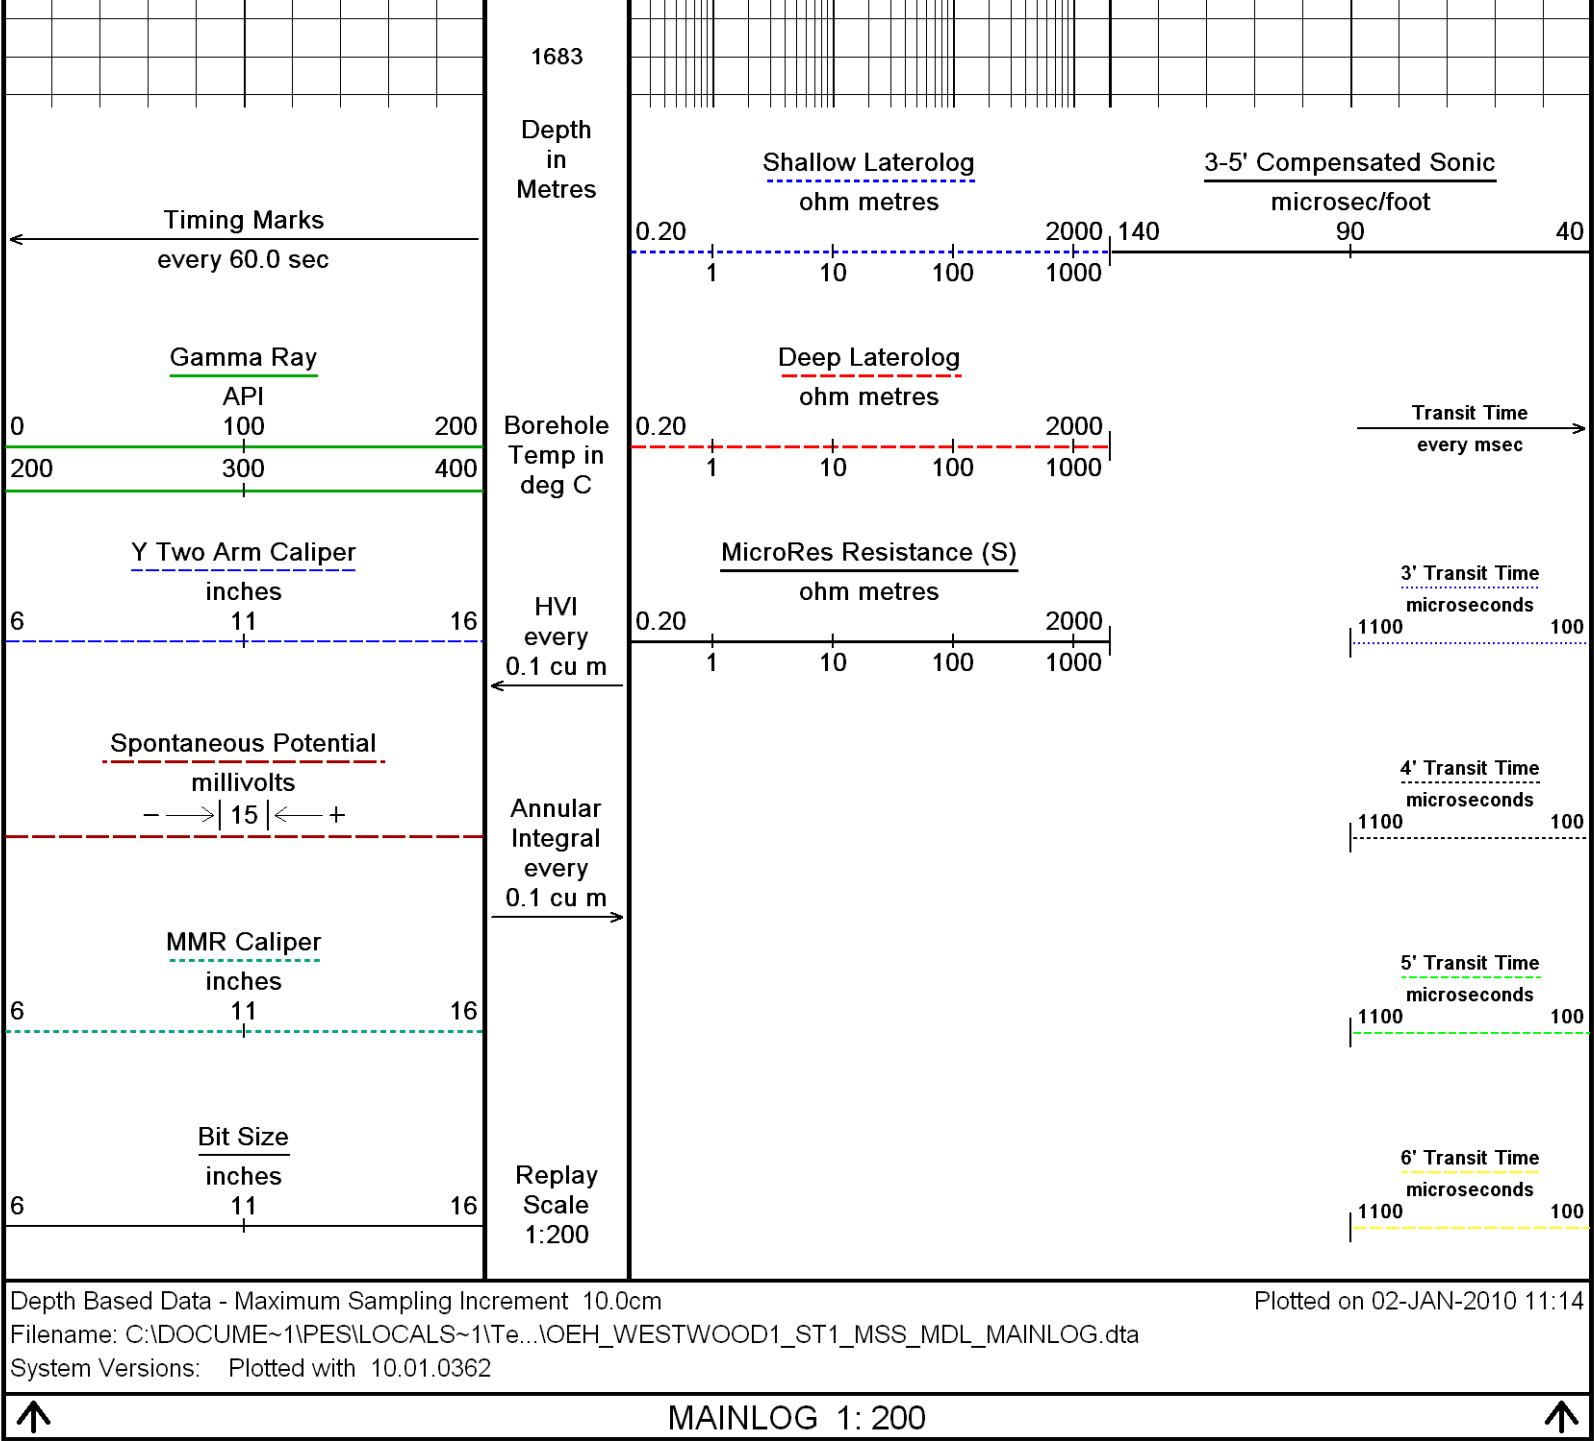 1683
Depth
in
Metres
Timing Marks
every 60.0 sec
Gamma Ray
API
0 100 200
200 300 400
Y Two Arm Caliper
inches
6 11 16
Spontaneous Potential
millivolts
− 15 +
MMR Caliper
inches
6 11 16
Bit Size
inches
6 11 16
Borehole
Temp in
deg C
HVI
every
0.1 cu m
Annular
Integral
every
0.1 cu m
Replay
Scale
1:200
Shallow Laterolog
ohm metres
0.20 2000
1 10 100 1000
Deep Laterolog
ohm metres
0.20 2000
1 10 100 1000
MicroRes Resistance (S)
ohm metres
0.20 2000
1 10 100 1000
3-5' Compensated Sonic
microsec/foot
140 90 40
Transit Time
every msec
3' Transit Time
microseconds
1100 100
4' Transit Time
microseconds
1100 100
5' Transit Time
microseconds
1100 100
6' Transit Time
microseconds
1100 100
Depth Based Data - Maximum Sampling Increment 10.0cm
Plotted on 02-JAN-2010 11:14
Filename: C:\DOCUME~1\PES\LOCALS~1\Te...\OEH_WESTWOOD1_ST1_MSS_MDL_MAINLOG.dta
System Versions: Plotted with 10.01.0362
MAINLOG 1: 200